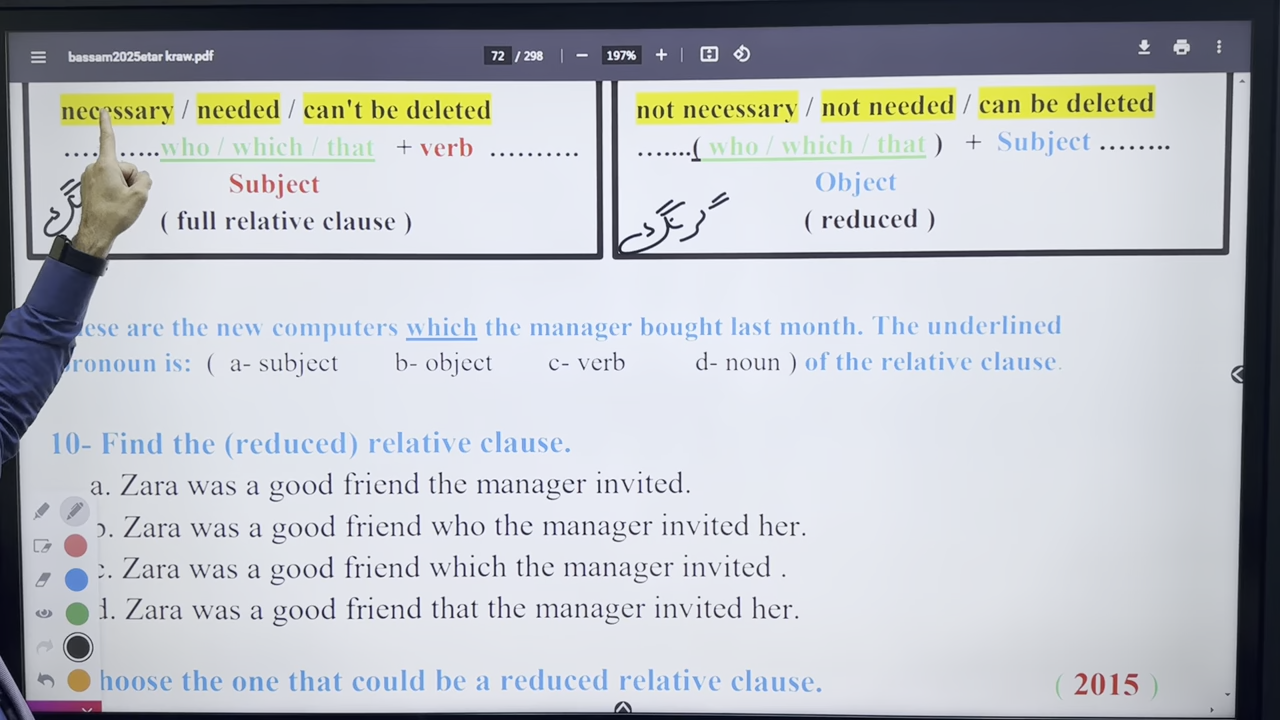 bassam2025etar kraw.pdf
72 / 298
197%
necessary / needed / can't be deleted
...........who / which / that + verb ..........
Subject
( full relative clause )
not necessary / not needed / can be deleted
.......( who / which / that ) + Subject ........
Object
( reduced )
ese are the new computers which the manager bought last month. The underlined
ronoun is: ( a- subject b- object c- verb d- noun ) of the relative clause.
10- Find the (reduced) relative clause.
a. Zara was a good friend the manager invited.
b. Zara was a good friend who the manager invited her.
c. Zara was a good friend which the manager invited .
d. Zara was a good friend that the manager invited her.
hoose the one that could be a reduced relative clause. ( 2015 )